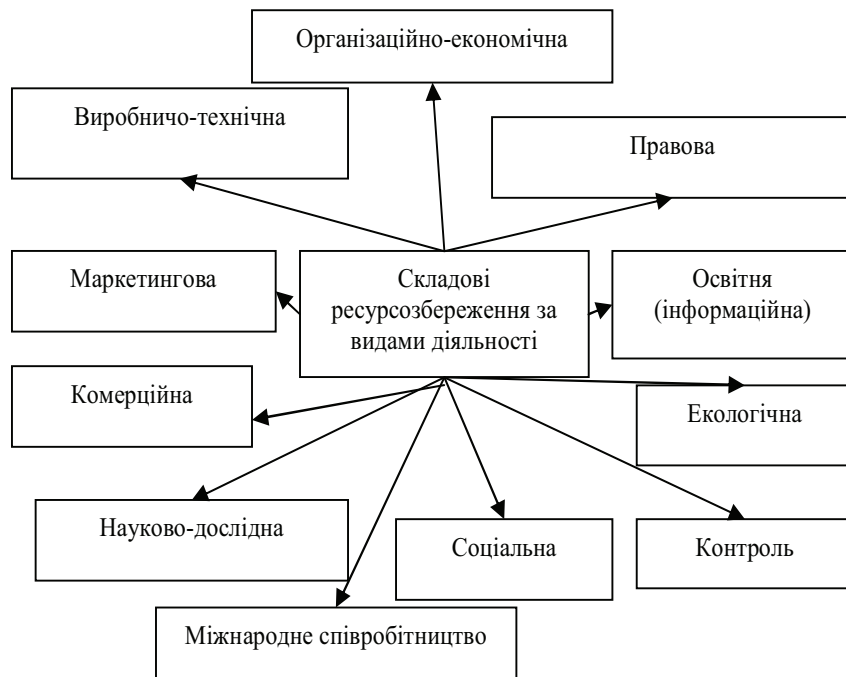 Організаційно-економічна
Виробничо-технічна
Правова
Маркетингова
Складові
ресурсозбереження за
видами діяльності
Освітня
(інформаційна)
Комерційна
Екологічна
Науково-дослідна
Соціальна
Контроль
Міжнародне співробітництво